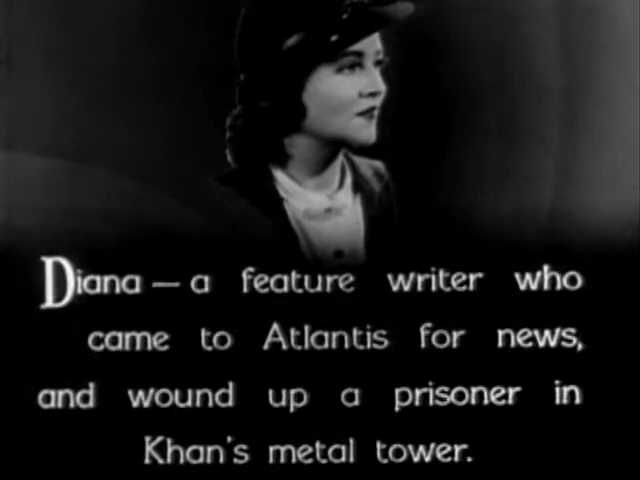 Diana — a feature writer who
came to Atlantis for news,
and wound up a prisoner in
Khan's metal tower.